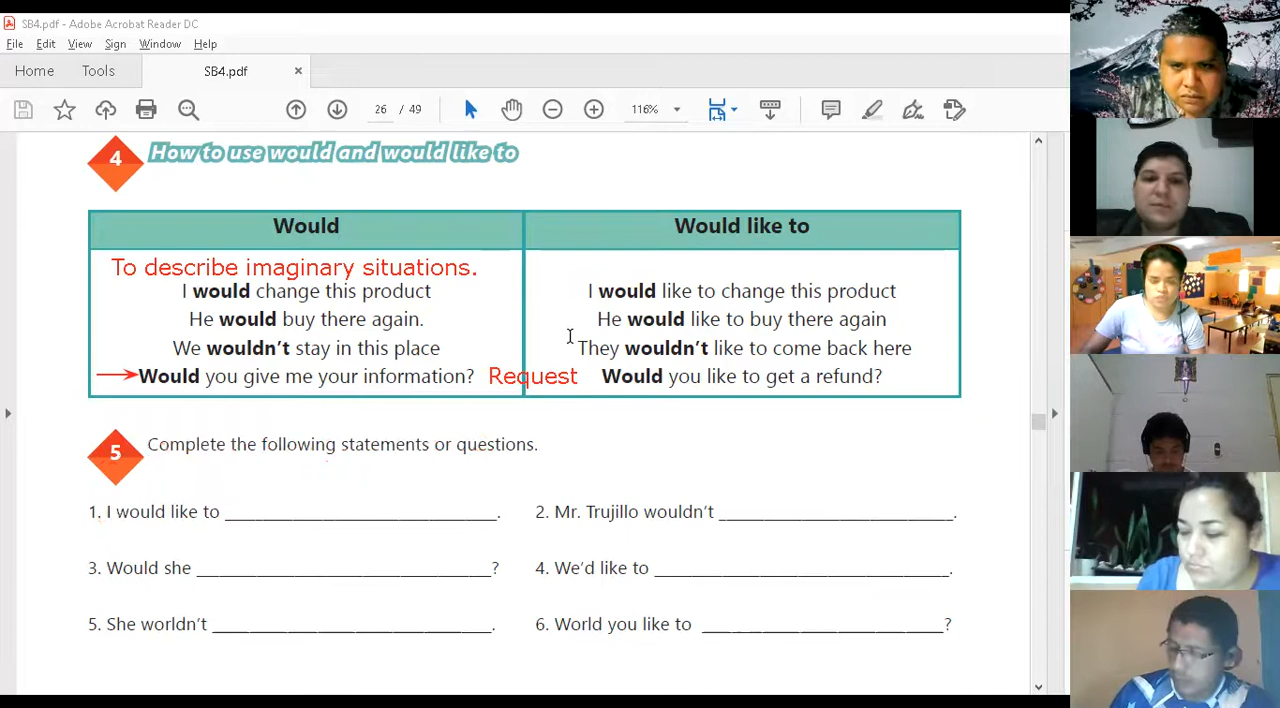 SB4.pdf - Adobe Acrobat Reader DC
File Edit View Sign Window Help
Home Tools SB4.pdf ×
26 / 49 116%
4 How to use would and would like to
Would Would like to
To describe imaginary situations.
I would change this product I would like to change this product
He would buy there again. He would like to buy there again
We wouldn't stay in this place They wouldn't like to come back here
Would you give me your information? Request Would you like to get a refund?
5 Complete the following statements or questions.
1. I would like to ______________________________. 2. Mr. Trujillo wouldn't __________________________.
3. Would she ________________________________? 4. We'd like to ________________________________.
5. She worldn't ______________________________. 6. World you like to __________________________?